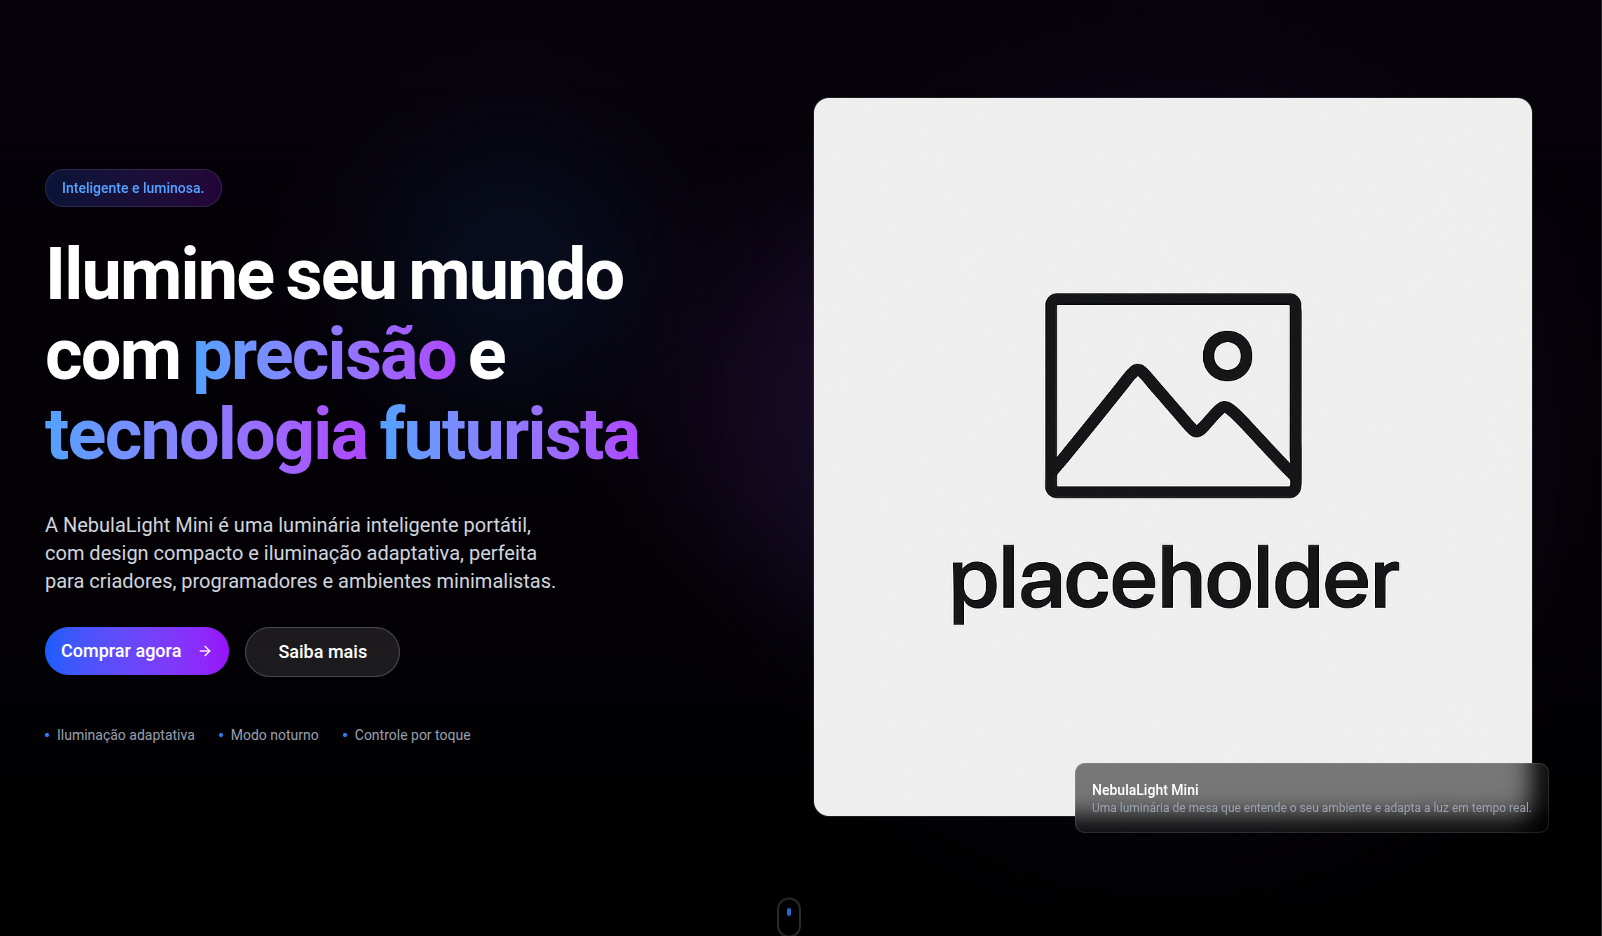 Inteligente e luminosa.
Ilumine seu mundo
com precisão e
tecnologia futurista
A NebulaLight Mini é uma luminária inteligente portátil,
com design compacto e iluminação adaptativa, perfeita
para criadores, programadores e ambientes minimalistas.
Comprar agora
Saiba mais
Iluminação adaptativa
Modo noturno
Controle por toque
placeholder
NebulaLight Mini
Uma luminária de mesa que entende o seu ambiente e adapta a luz em tempo real.